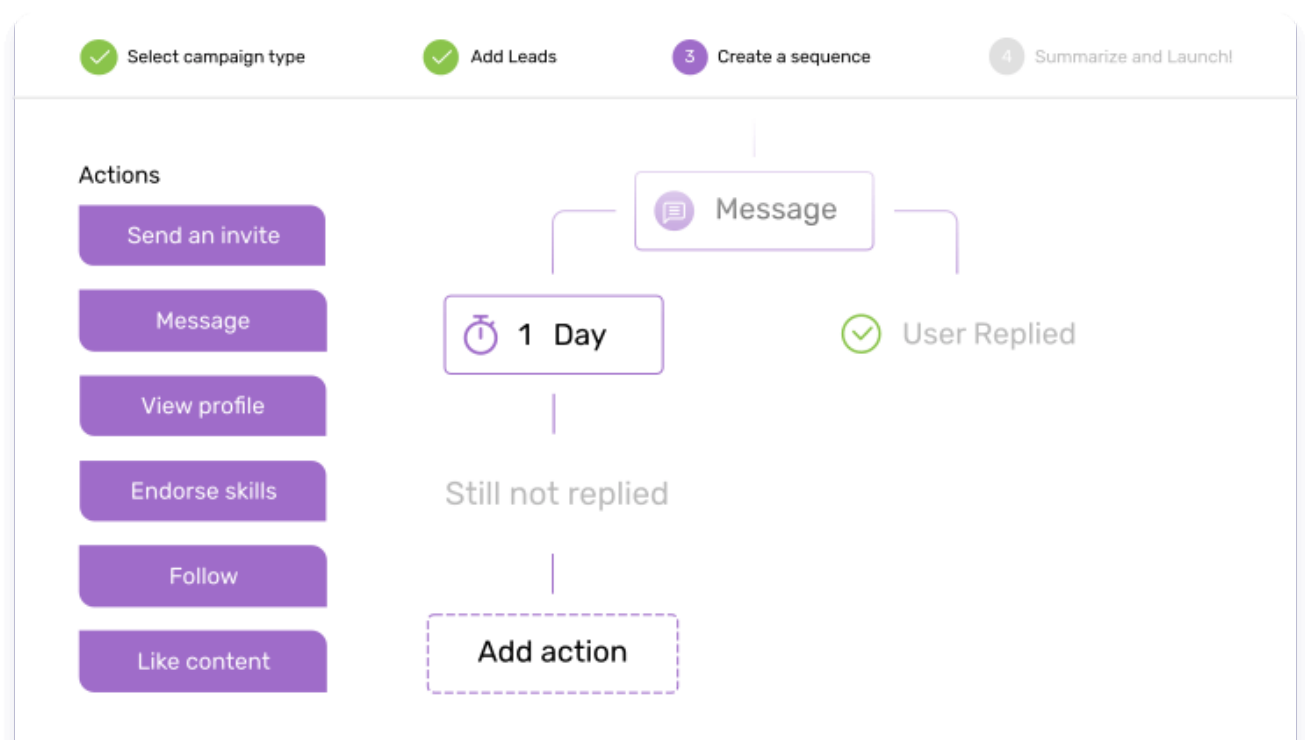 Select campaign type
Add Leads
3 Create a sequence
4 Summarize and Launch!
Actions
Send an invite
Message
View profile
Endorse skills
Follow
Like content
Message
1 Day
User Replied
Still not replied
Add action